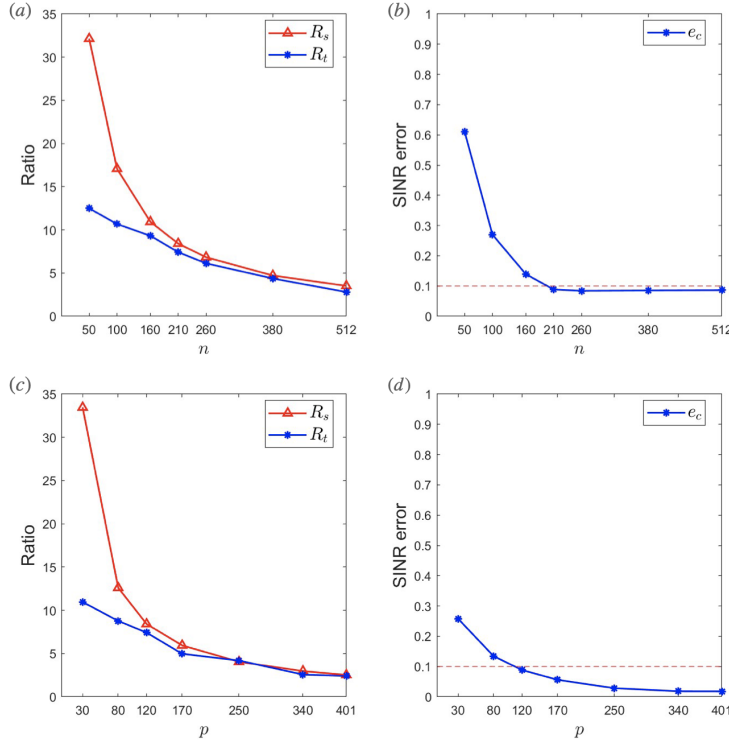 (a)
35
30
25
20
15
10
5
0
Ratio
R_s
R_t
50 100 160 210 260 380 512
n
(b)
1
0.9
0.8
0.7
0.6
0.5
0.4
0.3
0.2
0.1
0
SINR error
e_c
50 100 160 210 260 380 512
n
(c)
35
30
25
20
15
10
5
0
Ratio
R_s
R_t
30 80 120 170 250 340 401
p
(d)
1
0.9
0.8
0.7
0.6
0.5
0.4
0.3
0.2
0.1
0
SINR error
e_c
30 80 120 170 250 340 401
p